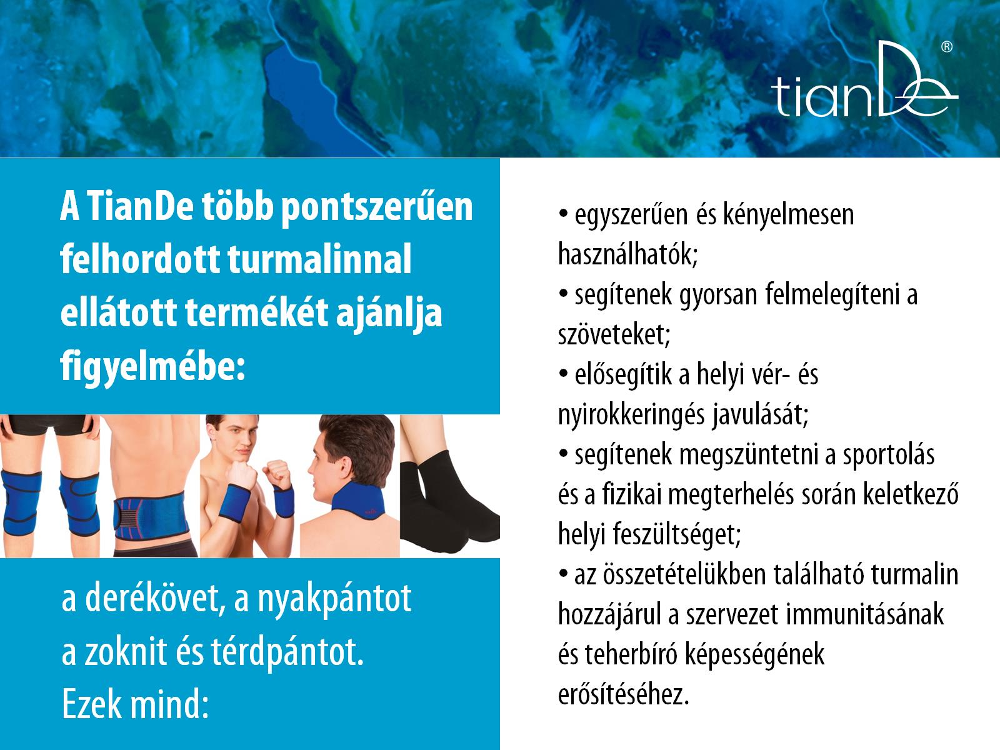 tianDe®
A TianDe több pontszerűen
felhordott turmalinnal
ellátott termékét ajánlja
figyelmébe:
a derékövet, a nyakpántot
a zoknit és térdpántot.
Ezek mind:
• egyszerűen és kényelmesen
használhatók;
• segítenek gyorsan felmelegíteni a
szöveteket;
• elősegítik a helyi vér- és
nyirokkeringés javulását;
• segítenek megszüntetni a sportolás
és a fizikai megterhelés során keletkező
helyi feszültséget;
• az összetételükben található turmalin
hozzájárul a szervezet immunitásának
és teherbíró képességének
erősítéséhez.